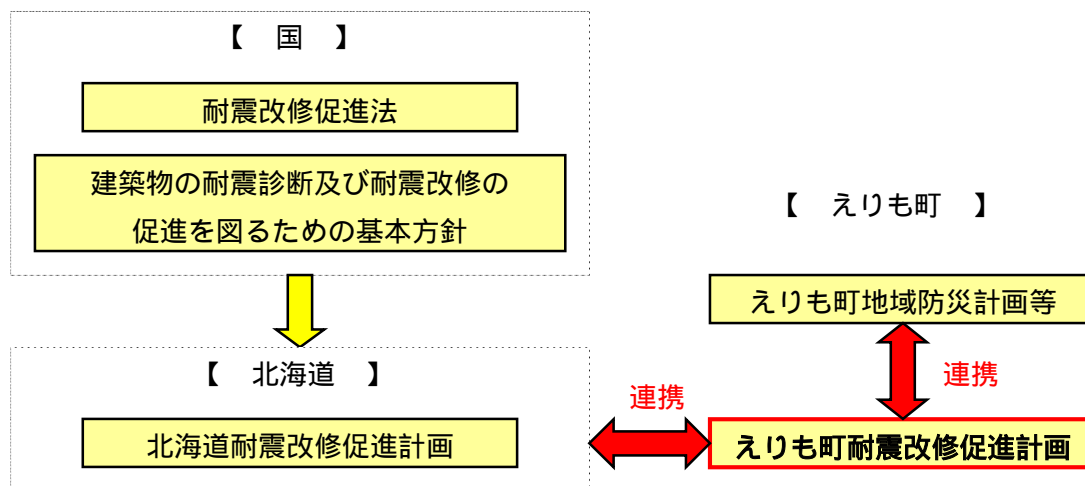 【　国　】
耐震改修促進法
建築物の耐震診断及び耐震改修の
促進を図るための基本方針
【　えりも町　】
えりも町地域防災計画等
【　北海道　】
連携
連携
北海道耐震改修促進計画
えりも町耐震改修促進計画